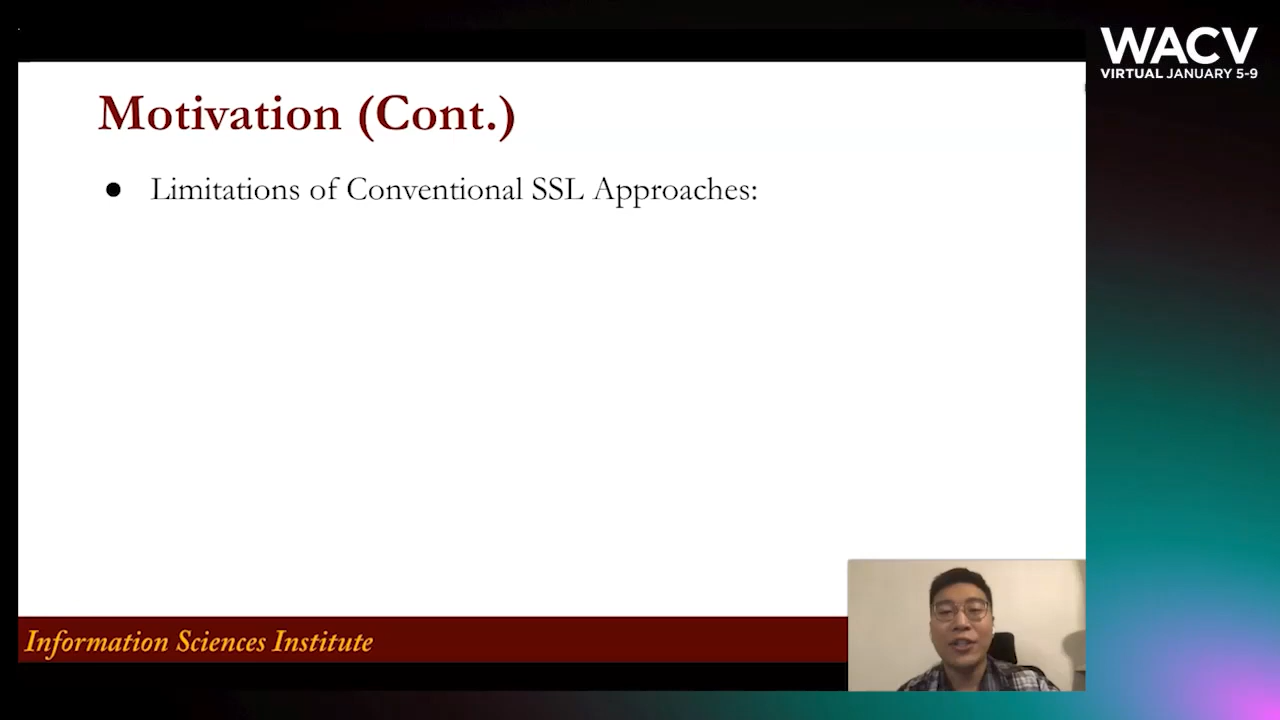 WACV
VIRTUAL JANUARY 5-9
Motivation (Cont.)
● Limitations of Conventional SSL Approaches:
Information Sciences Institute